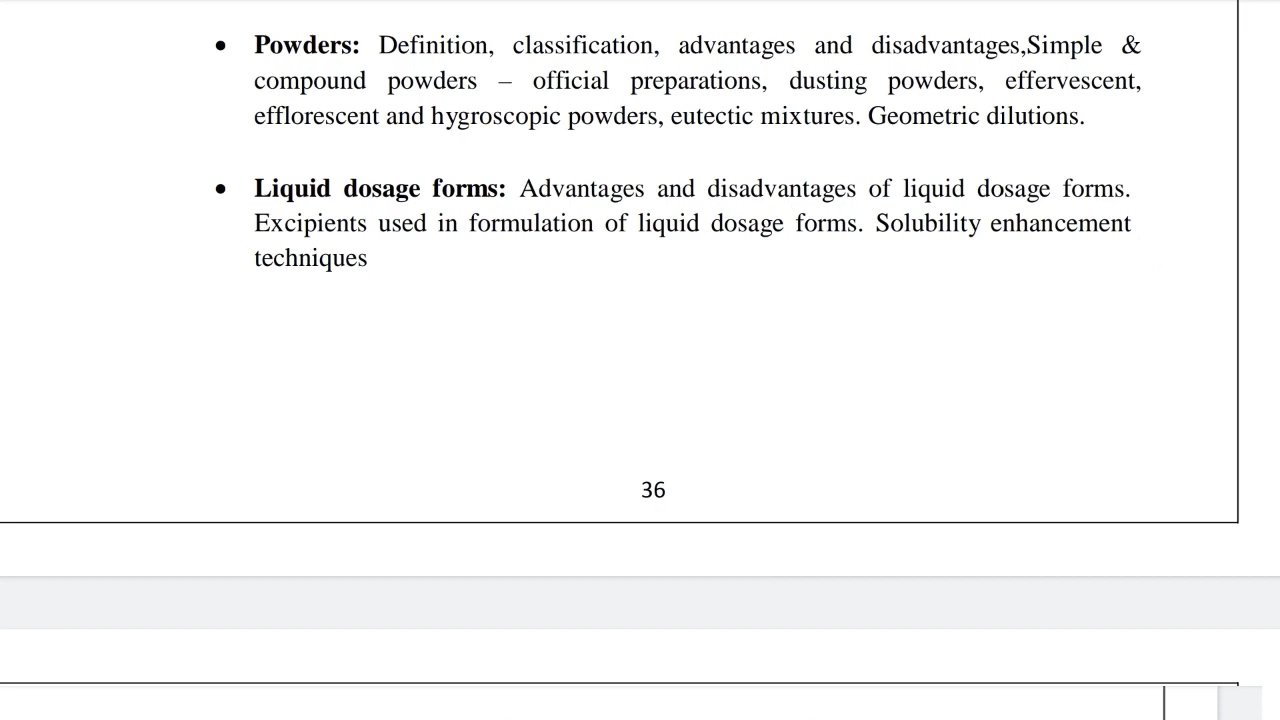 • Powders: Definition, classification, advantages and disadvantages,Simple &
compound powders – official preparations, dusting powders, effervescent,
efflorescent and hygroscopic powders, eutectic mixtures. Geometric dilutions.
• Liquid dosage forms: Advantages and disadvantages of liquid dosage forms.
Excipients used in formulation of liquid dosage forms. Solubility enhancement
techniques
36